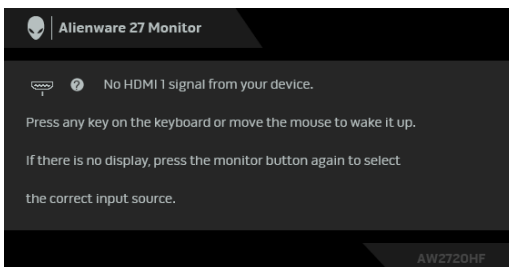 Alienware 27 Monitor
No HDMI 1 signal from your device.
Press any key on the keyboard or move the mouse to wake it up.
If there is no display, press the monitor button again to select
the correct input source.
AW2720HF